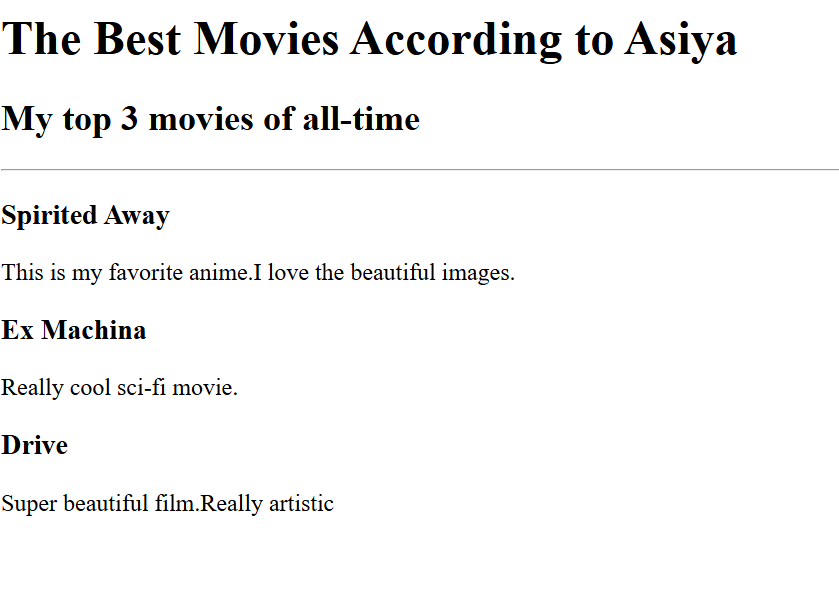 The Best Movies According to Asiya
My top 3 movies of all-time
Spirited Away
This is my favorite anime.I love the beautiful images.
Ex Machina
Really cool sci-fi movie.
Drive
Super beautiful film.Really artistic